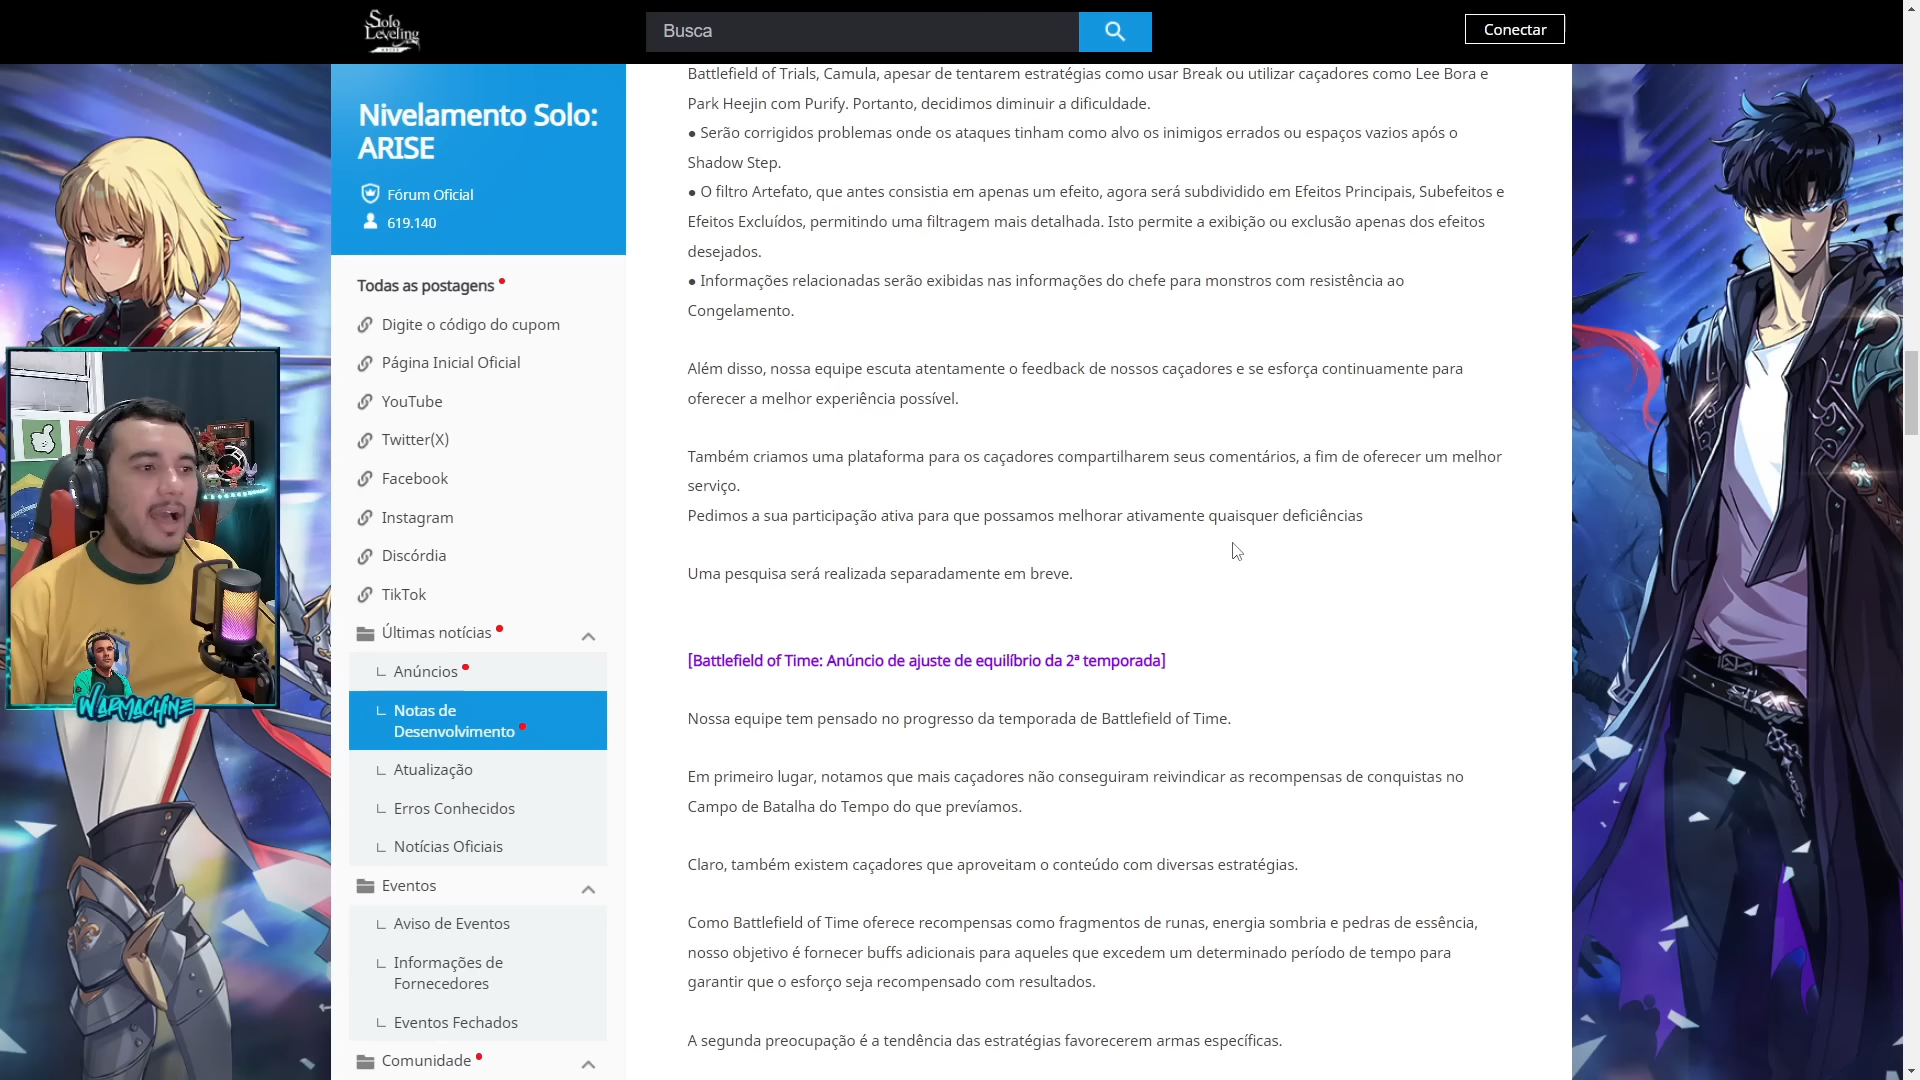 Solo
Leveling
ARISE
Busca
Conectar
Nivelamento Solo:
ARISE
Fórum Oficial
619.140
Todas as postagens
Digite o código do cupom
Página Inicial Oficial
YouTube
Twitter(X)
Facebook
Instagram
Discórdia
TikTok
Últimas notícias
Anúncios
Notas de
Desenvolvimento
Atualização
Erros Conhecidos
Notícias Oficiais
Eventos
Aviso de Eventos
Informações de
Fornecedores
Eventos Fechados
Comunidade
Battlefield of Trials, Camula, apesar de tentarem estratégias como usar Break ou utilizar caçadores como Lee Bora e
Park Heejin com Purify. Portanto, decidimos diminuir a dificuldade.
● Serão corrigidos problemas onde os ataques tinham como alvo os inimigos errados ou espaços vazios após o
Shadow Step.
● O filtro Artefato, que antes consistia em apenas um efeito, agora será subdividido em Efeitos Principais, Subefeitos e
Efeitos Excluídos, permitindo uma filtragem mais detalhada. Isto permite a exibição ou exclusão apenas dos efeitos
desejados.
● Informações relacionadas serão exibidas nas informações do chefe para monstros com resistência ao
Congelamento.
Além disso, nossa equipe escuta atentamente o feedback de nossos caçadores e se esforça continuamente para
oferecer a melhor experiência possível.
Também criamos uma plataforma para os caçadores compartilharem seus comentários, a fim de oferecer um melhor
serviço.
Pedimos a sua participação ativa para que possamos melhorar ativamente quaisquer deficiências
Uma pesquisa será realizada separadamente em breve.
[Battlefield of Time: Anúncio de ajuste de equilíbrio da 2ª temporada]
Nossa equipe tem pensado no progresso da temporada de Battlefield of Time.
Em primeiro lugar, notamos que mais caçadores não conseguiram reivindicar as recompensas de conquistas no
Campo de Batalha do Tempo do que prevíamos.
Claro, também existem caçadores que aproveitam o conteúdo com diversas estratégias.
Como Battlefield of Time oferece recompensas como fragmentos de runas, energia sombria e pedras de essência,
nosso objetivo é fornecer buffs adicionais para aqueles que excedem um determinado período de tempo para
garantir que o esforço seja recompensado com resultados.
A segunda preocupação é a tendência das estratégias favorecerem armas específicas.
WARMACHINE